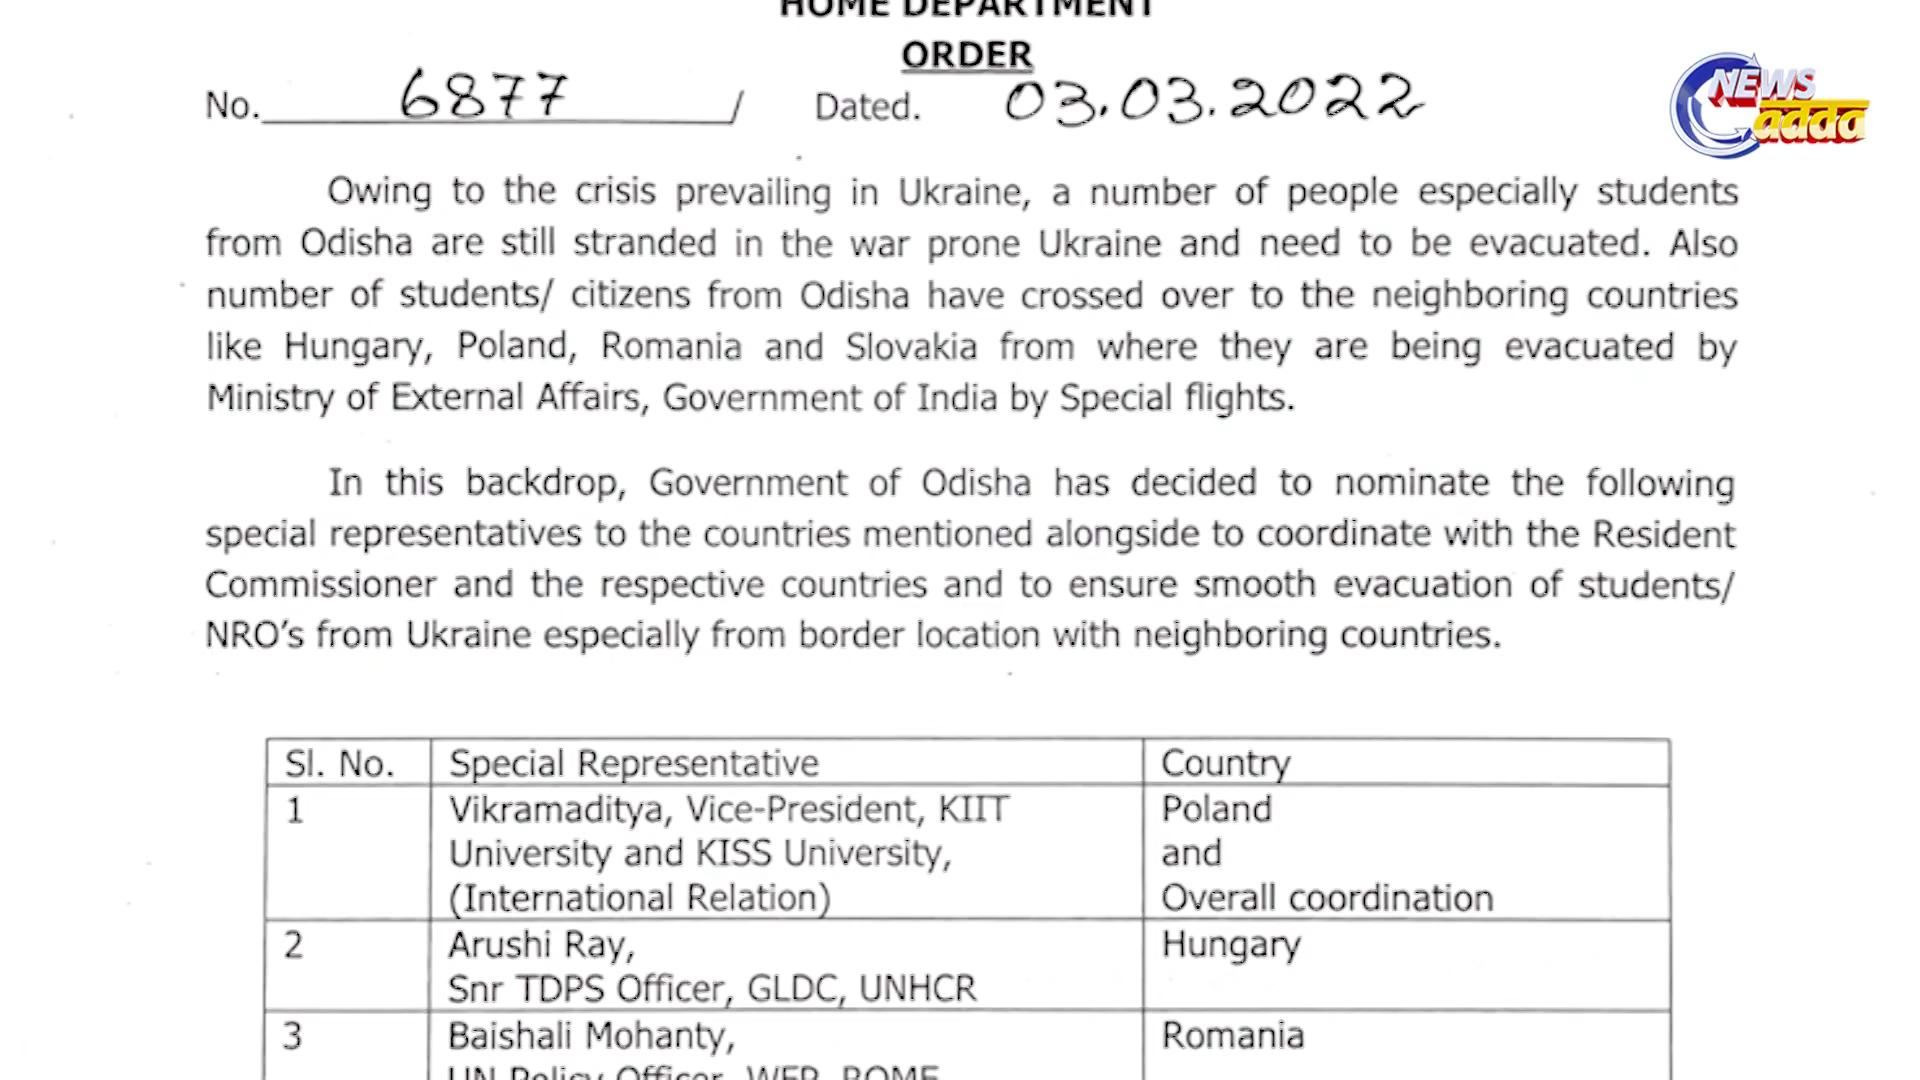 HOME DEPARTMENT
ORDER
No. 6877 / Dated. 03.03.2022
NEWS adda
Owing to the crisis prevailing in Ukraine, a number of people especially students
from Odisha are still stranded in the war prone Ukraine and need to be evacuated. Also
number of students/ citizens from Odisha have crossed over to the neighboring countries
like Hungary, Poland, Romania and Slovakia from where they are being evacuated by
Ministry of External Affairs, Government of India by Special flights.
In this backdrop, Government of Odisha has decided to nominate the following
special representatives to the countries mentioned alongside to coordinate with the Resident
Commissioner and the respective countries and to ensure smooth evacuation of students/
NRO’s from Ukraine especially from border location with neighboring countries.
Sl. No. Special Representative Country
1 Vikramaditya, Vice-President, KIIT Poland
University and KISS University, and
(International Relation) Overall coordination
2 Arushi Ray, Hungary
Snr TDPS Officer, GLDC, UNHCR
3 Baishali Mohanty, Romania
UN Policy Officer, WFP, ROME